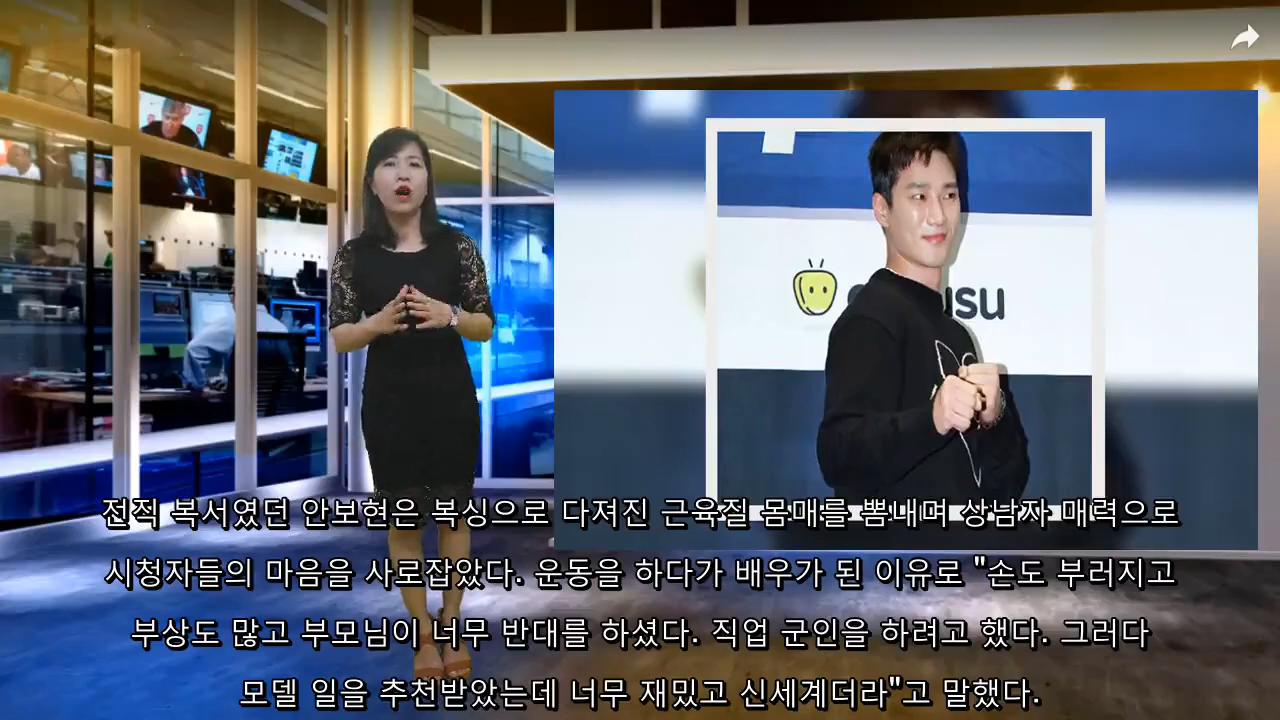 usu
전직 복서였던 안보현은 복싱으로 다져진 근육질 몸매를 뽐내며 상남자 매력으로
시청자들의 마음을 사로잡았다. 운동을 하다가 배우가 된 이유로 "손도 부러지고
부상도 많고 부모님이 너무 반대를 하셨다. 직업 군인을 하려고 했다. 그러다
모델 일을 추천받았는데 너무 재밌고 신세계더라"고 말했다.